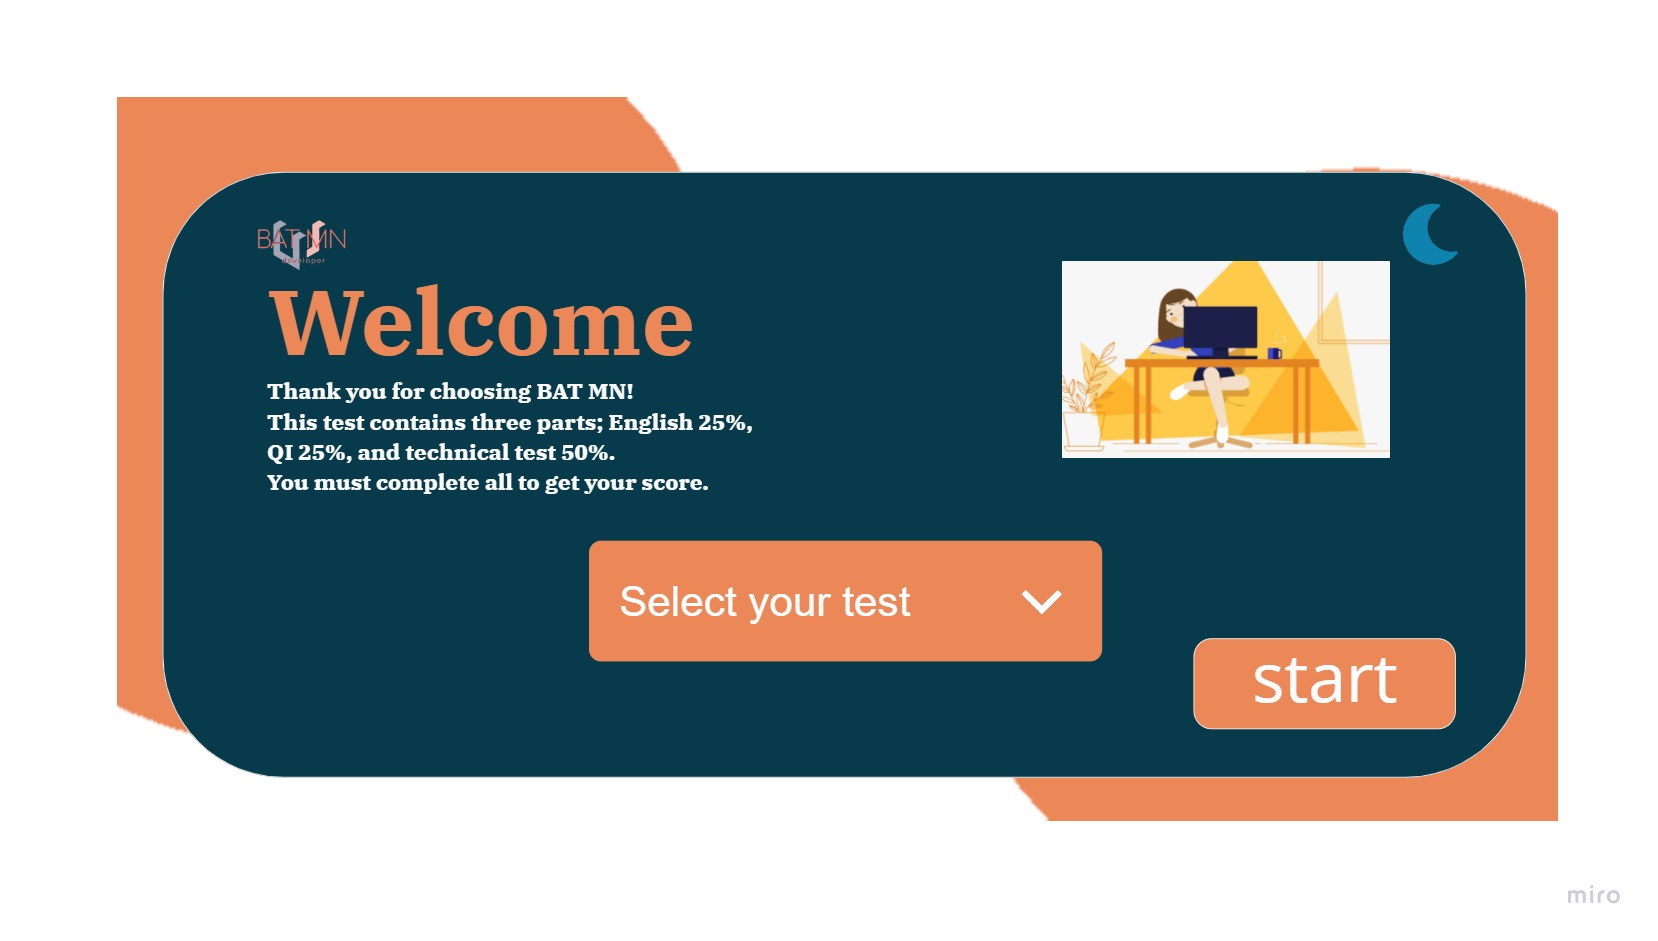 BAT MN
developer
Welcome
Thank you for choosing BAT MN!
This test contains three parts; English 25%,
QI 25%, and technical test 50%.
You must complete all to get your score.
Select your test
start
miro